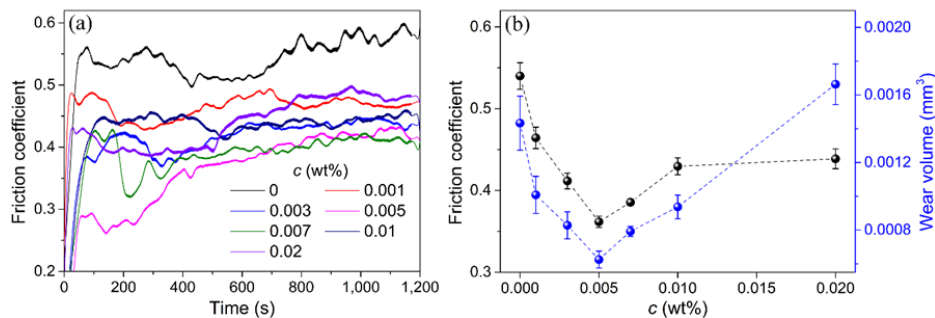 (a)
Friction coefficient
0.6
0.5
0.4
0.3
0.2
c (wt%)
0 0.001
0.003 0.005
0.007 0.01
0.02
0 200 400 600 800 1,000 1,200
Time (s)
(b)
Friction coefficient
0.6
0.5
0.4
0.3
0.000 0.005 0.010 0.015 0.020
c (wt%)
0.0020
0.0016
0.0012
0.0008
Wear volume (mm³)